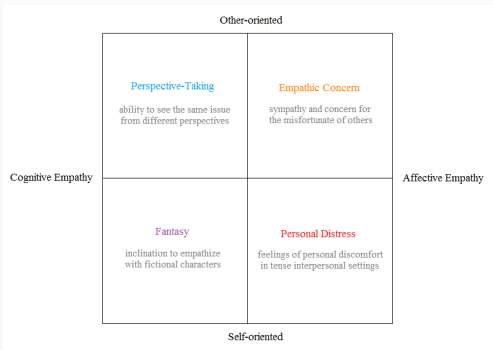 Other-oriented
Perspective-Taking
ability to see the same issue
from different perspectives
Empathic Concern
sympathy and concern for
the misfortunate of others
Cognitive Empathy
Affective Empathy
Fantasy
inclination to empathize
with fictional characters
Personal Distress
feelings of personal discomfort
in tense interpersonal settings
Self-oriented